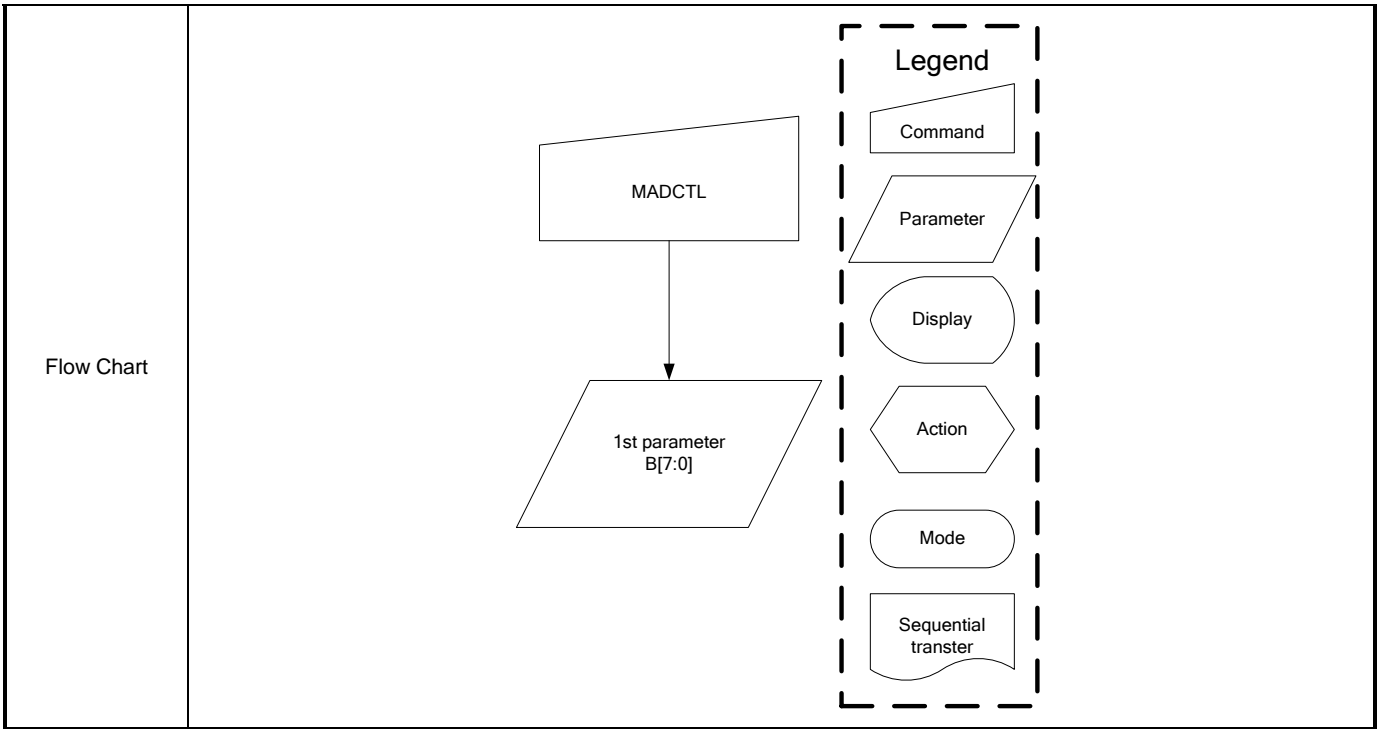 Flow Chart
MADCTL
1st parameter
B[7:0]
Legend
Command
Parameter
Display
Action
Mode
Sequential
transter